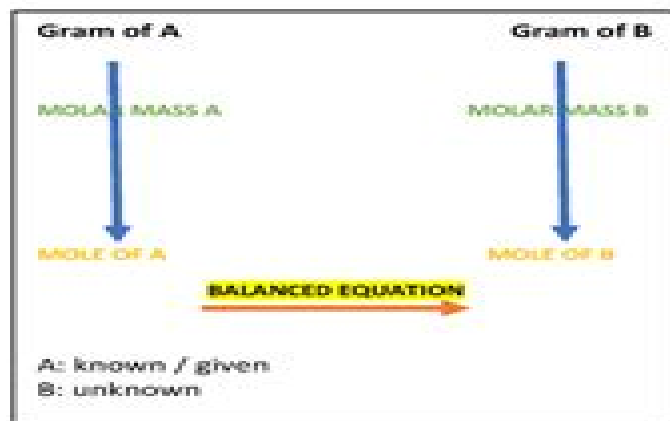 Gram of A
Gram of B
MOLAR MASS A
MOLAR MASS B
MOLE OF A
MOLE OF B
BALANCED EQUATION
A: known / given
B: unknown